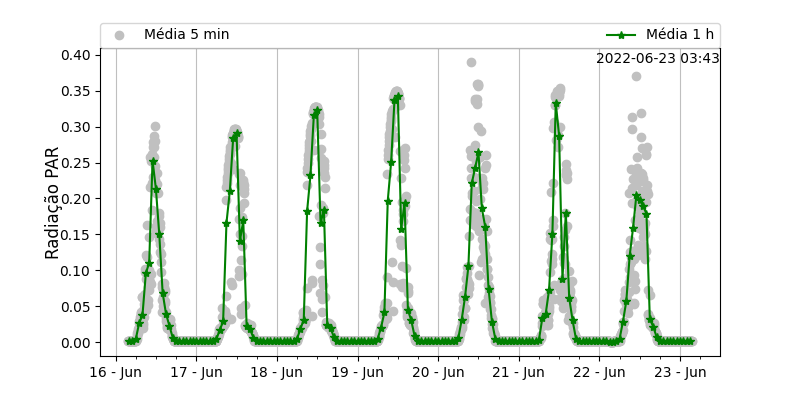 Média 5 min
Média 1 h
2022-06-23 03:43
Radiação PAR
0.40
0.35
0.30
0.25
0.20
0.15
0.10
0.05
0.00
16 - Jun
17 - Jun
18 - Jun
19 - Jun
20 - Jun
21 - Jun
22 - Jun
23 - Jun